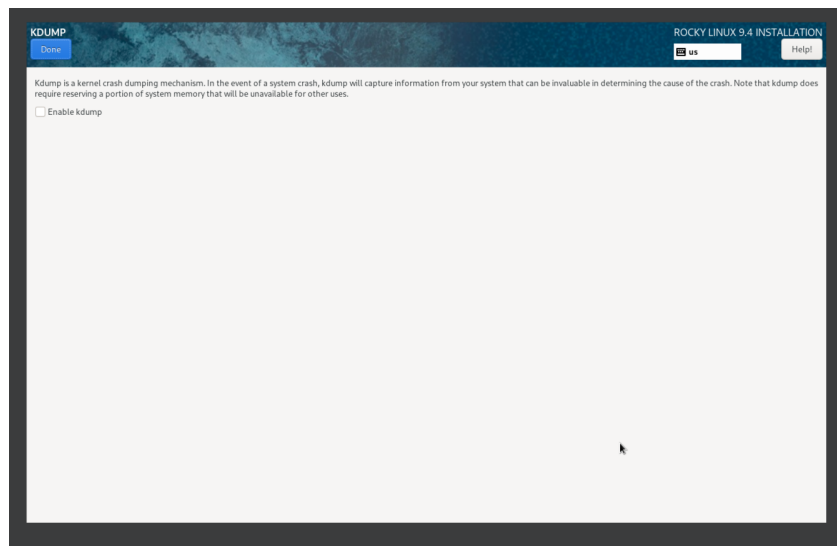 KDUMP
ROCKY LINUX 9.4 INSTALLATION
Done
us
Help!
Kdump is a kernel crash dumping mechanism. In the event of a system crash, kdump will capture information from your system that can be invaluable in determining the cause of the crash. Note that kdump does
require reserving a portion of system memory that will be unavailable for other uses.
Enable kdump